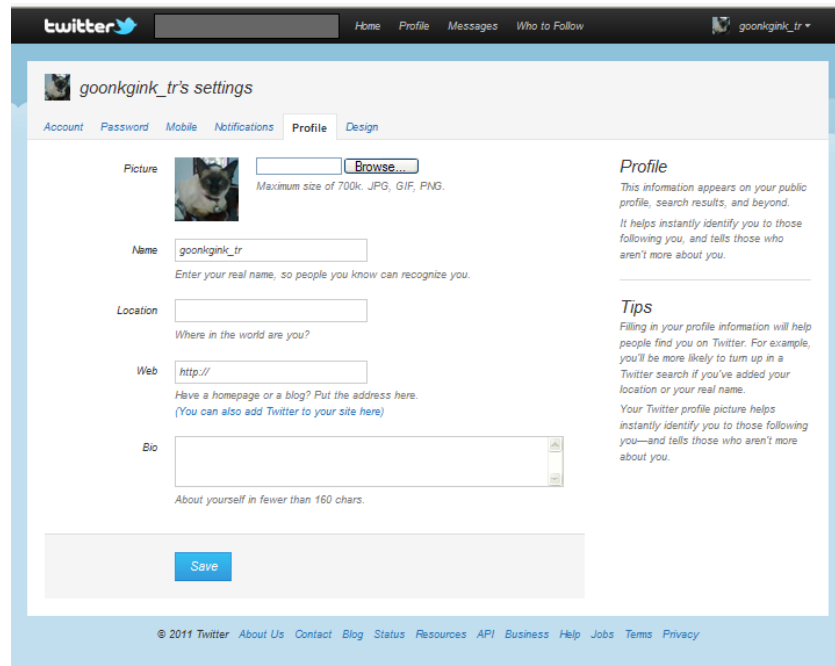 twitter Home Profile Messages Who to Follow goonkgink_tr
goonkgink_tr's settings
Account Password Mobile Notifications Profile Design
Picture
Browse...
Maximum size of 700k. JPG, GIF, PNG.
Name
goonkgink_tr
Enter your real name, so people you know can recognize you.
Location
Where in the world are you?
Web
http://
Have a homepage or a blog? Put the address here.
(You can also add Twitter to your site here)
Bio
About yourself in fewer than 160 chars.
Save
Profile
This information appears on your public
profile, search results, and beyond.
It helps instantly identify you to those
following you, and tells those who
aren't more about you.
Tips
Filling in your profile information will help
people find you on Twitter. For example,
you'll be more likely to turn up in a
Twitter search if you've added your
location or your real name.
Your Twitter profile picture helps
instantly identify you to those following
you—and tells those who aren't more
about you.
© 2011 Twitter About Us Contact Blog Status Resources API Business Help Jobs Terms Privacy